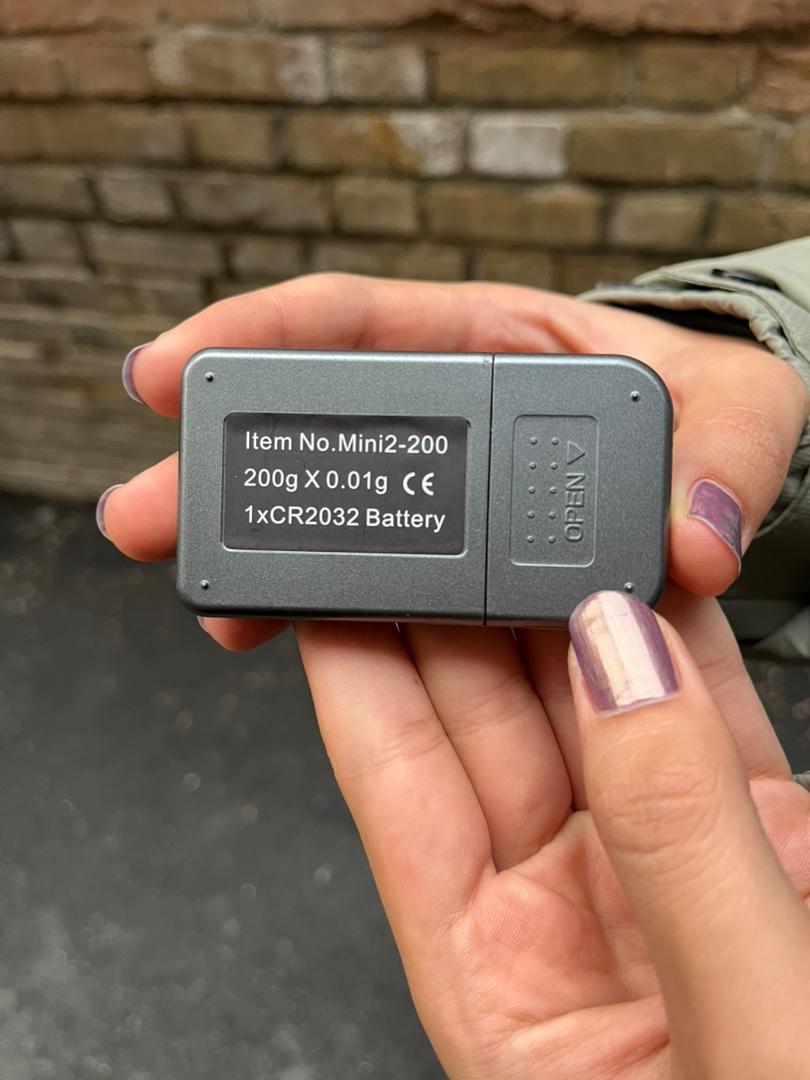 Item No.Mini2-200
200g X 0.01g CE
1xCR2032 Battery
OPEN